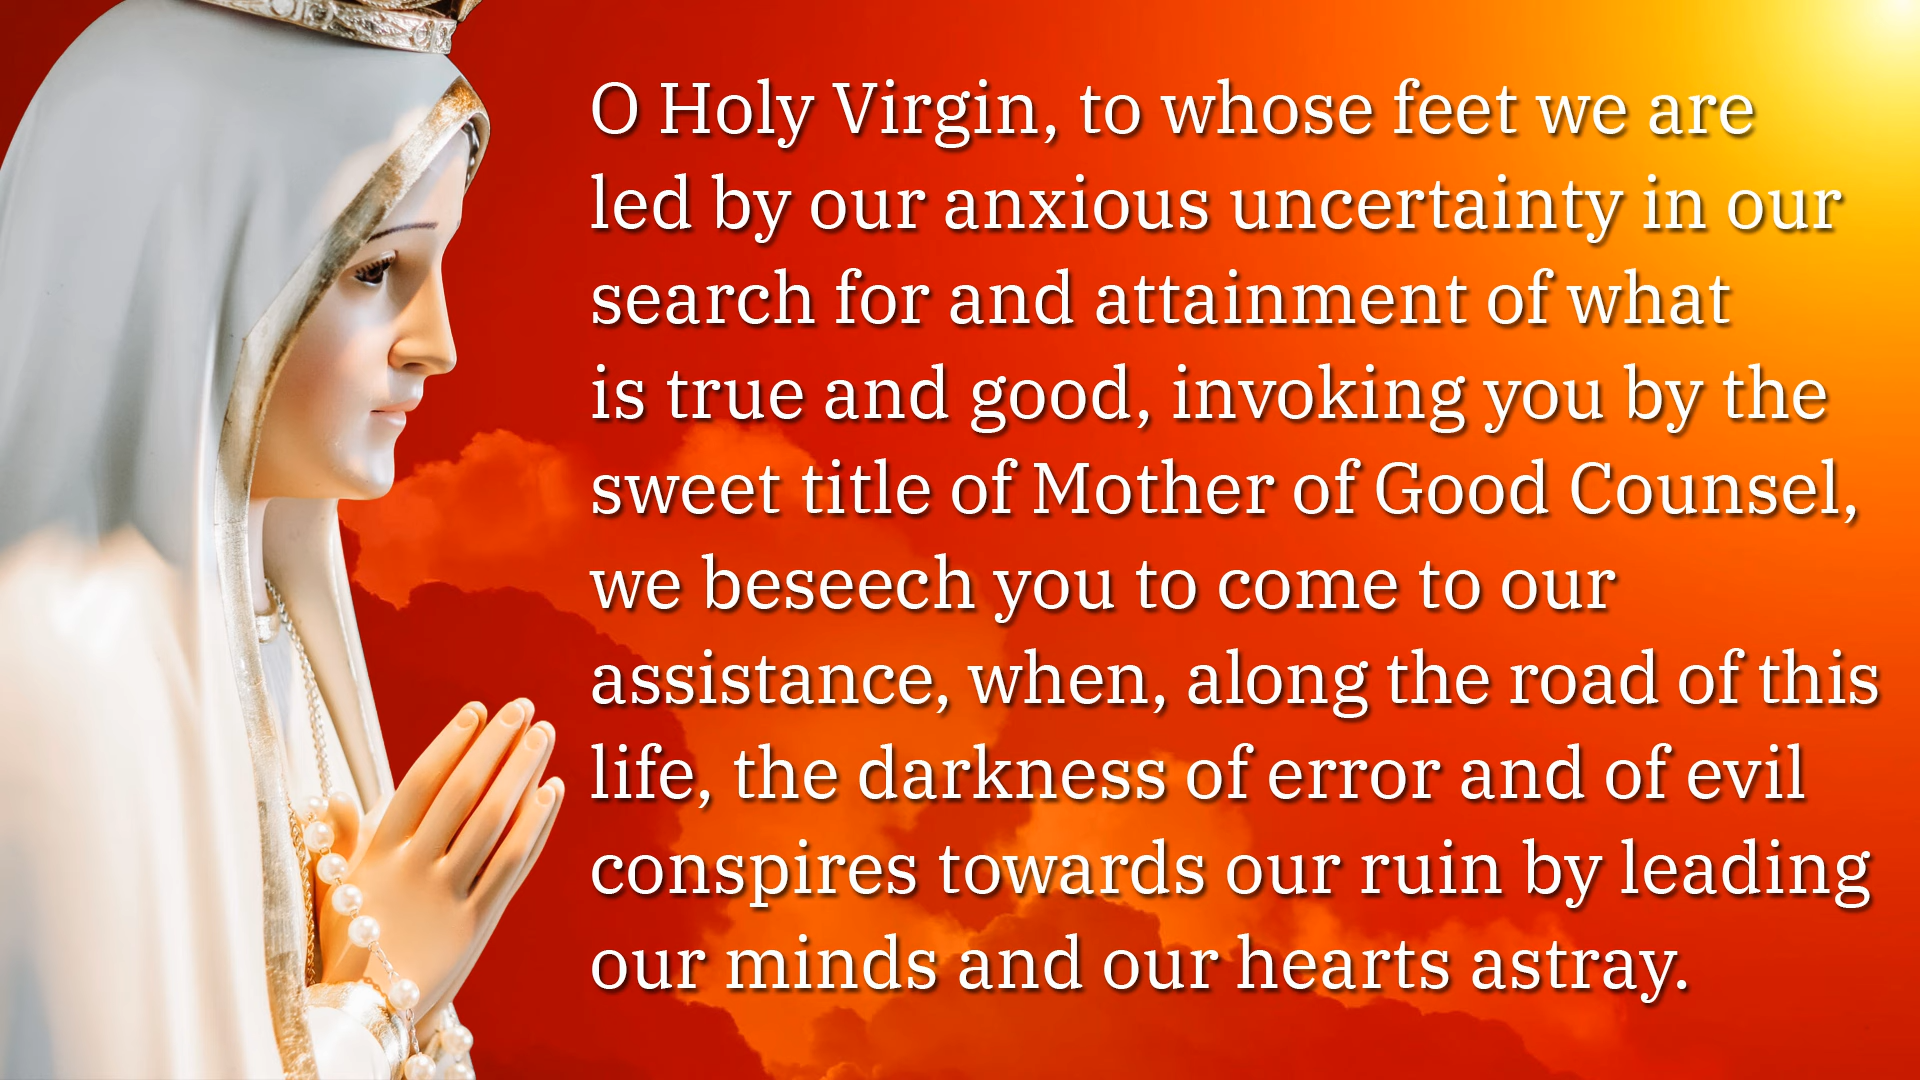 O Holy Virgin, to whose feet we are
led by our anxious uncertainty in our
search for and attainment of what
is true and good, invoking you by the
sweet title of Mother of Good Counsel,
we beseech you to come to our
assistance, when, along the road of this
life, the darkness of error and of evil
conspires towards our ruin by leading
our minds and our hearts astray.